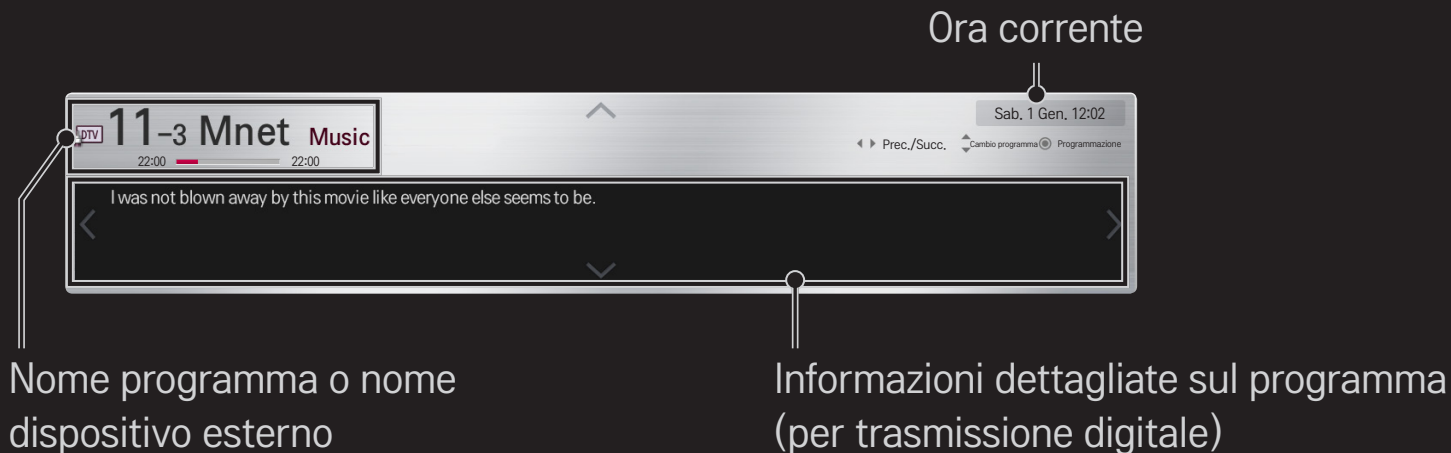 Ora corrente
DTV 11-3 Mnet Music
22:00 22:00
Sab. 1 Gen. 12:02
Prec./Succ. Cambio programma Programmazione
I was not blown away by this movie like everyone else seems to be.
Nome programma o nome
dispositivo esterno
Informazioni dettagliate sul programma
(per trasmissione digitale)